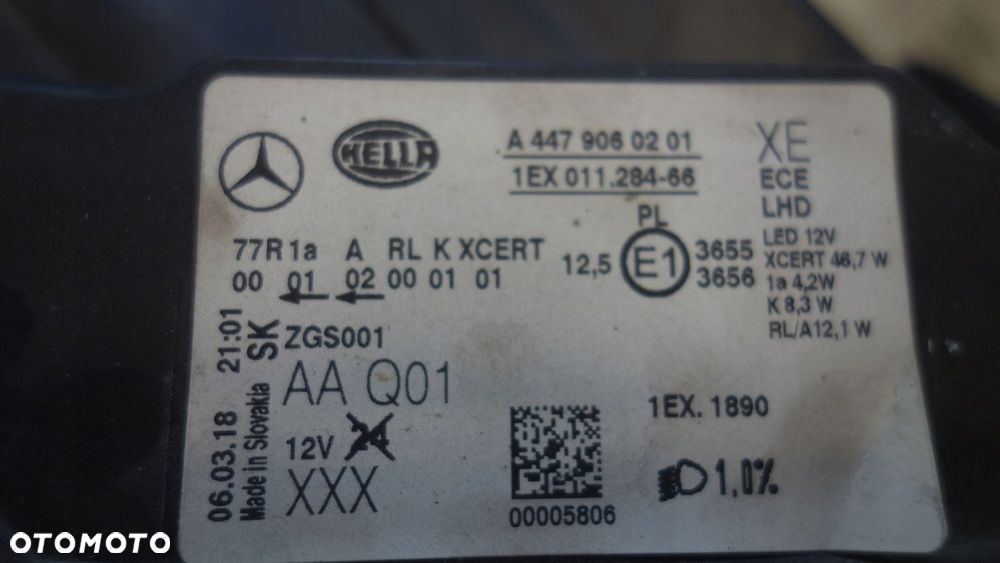 HELLA
A 447 906 02 01
1EX 011.284-66
XE
ECE
LHD
LED 12V
XCERT 46,7 W
1a 4,2W
K 8,3 W
RL/A12,1 W
PL
12,5 E1 3655
3656
77R 1a A RL K XCERT
00 01 02 00 01 01
ZGS001
AA Q01
12V
XXX
06.03.18 21:01
Made in Slovakia SK
1EX. 1890
00005806
1,0%
OTOMOTO